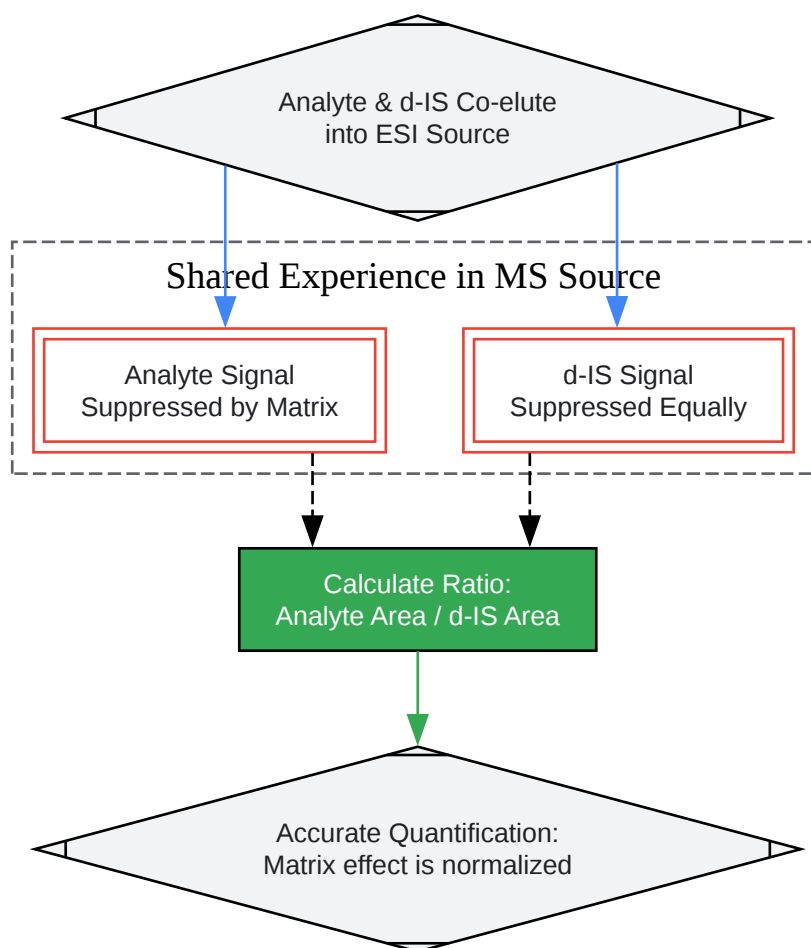 Analyte & d-IS Co-elute
into ESI Source
Shared Experience in MS Source
Analyte Signal
Suppressed by Matrix
d-IS Signal
Suppressed Equally
Calculate Ratio:
Analyte Area / d-IS Area
Accurate Quantification:
Matrix effect is normalized